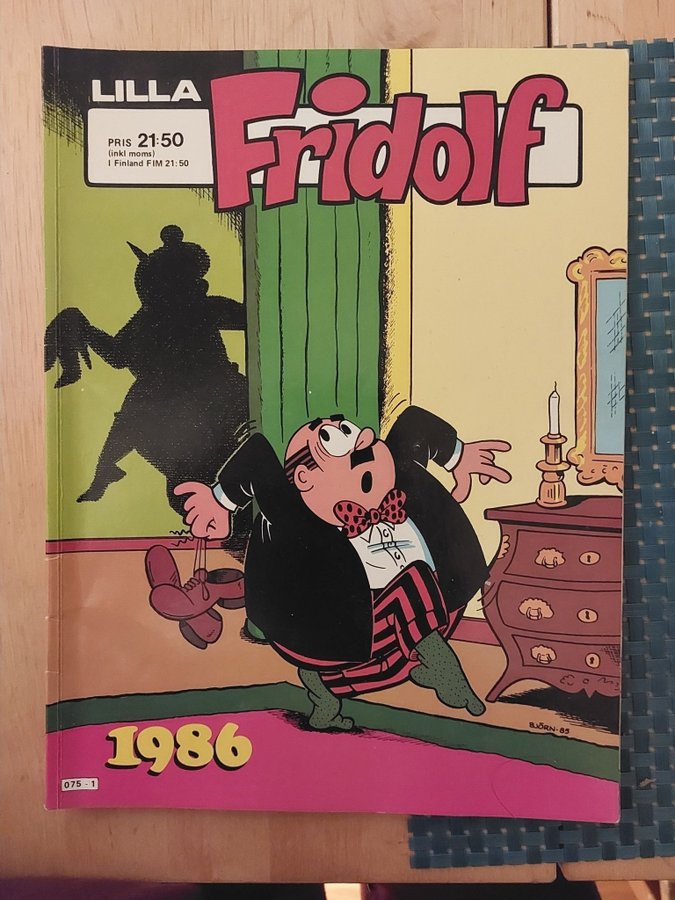 LILLA
Fridolf
PRIS 21:50
(inkl moms)
I Finland FIM 21:50
BJÖRN-85
1986
075-1